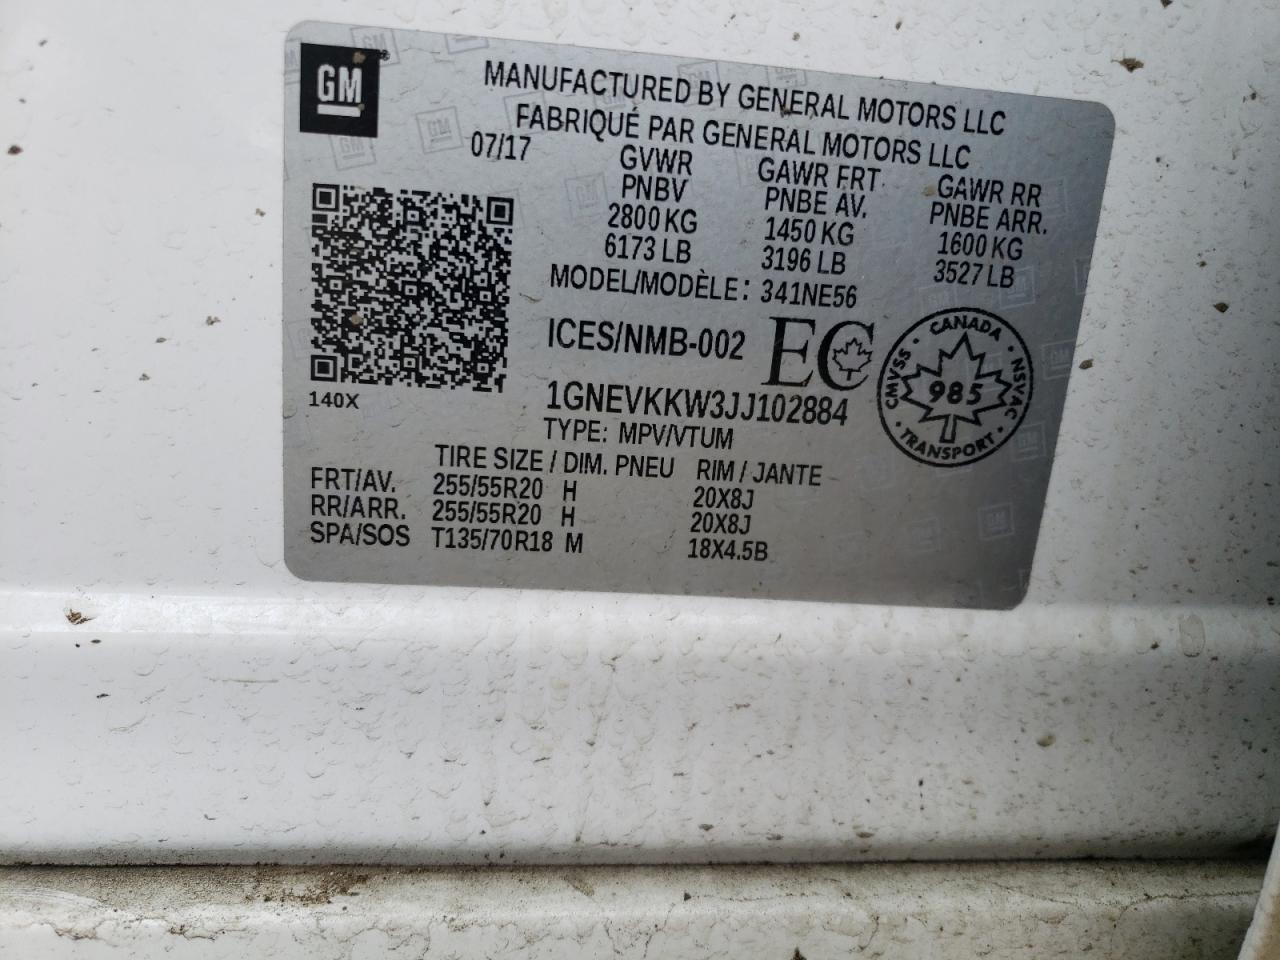 GM
MANUFACTURED BY GENERAL MOTORS LLC
FABRIQUÉ PAR GENERAL MOTORS LLC
07/17
GVWR GAWR FRT. GAWR RR
PNBV PNBE AV. PNBE ARR.
2800 KG 1450 KG 1600 KG
6173 LB 3196 LB 3527 LB
MODEL/MODÈLE: 341NE56
ICES/NMB-002 EC
CANADA
CMVSS 985 NSVAC
TRANSPORT
140X
1GNEVKKW3JJ102884
TYPE: MPV/VTUM
TIRE SIZE / DIM. PNEU RIM / JANTE
FRT/AV. 255/55R20 H 20X8J
RR/ARR. 255/55R20 H 20X8J
SPA/SOS T135/70R18 M 18X4.5B